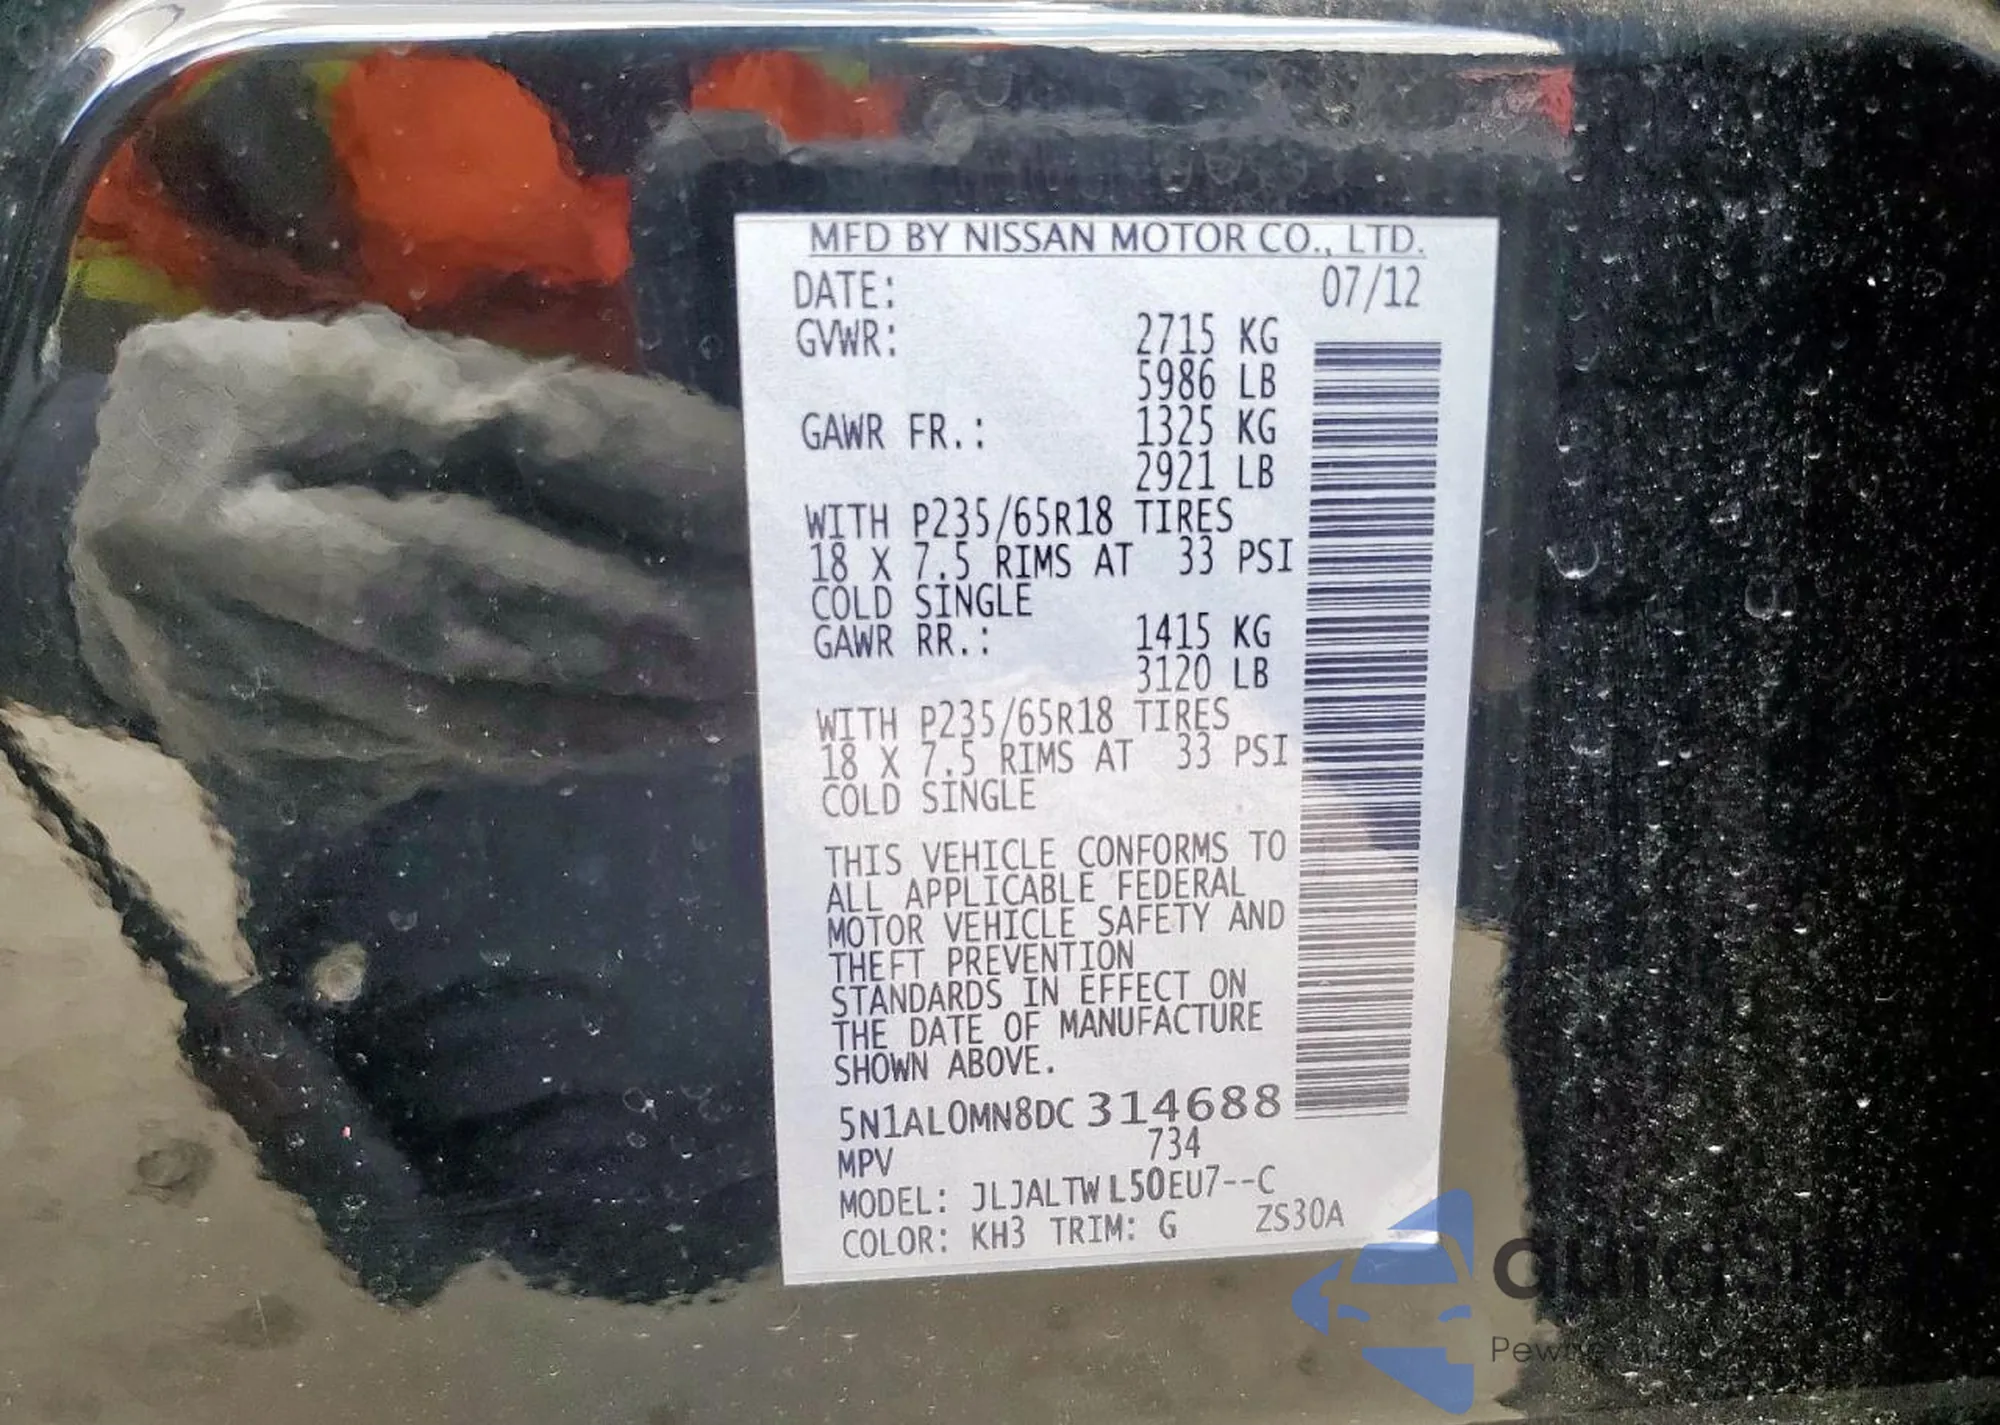 MFD BY NISSAN MOTOR CO., LTD.
DATE: 07/12
GVWR: 2715 KG
5986 LB
GAWR FR.: 1325 KG
2921 LB
WITH P235/65R18 TIRES
18 X 7.5 RIMS AT 33 PSI
COLD SINGLE
GAWR RR.: 1415 KG
3120 LB
WITH P235/65R18 TIRES
18 X 7.5 RIMS AT 33 PSI
COLD SINGLE
THIS VEHICLE CONFORMS TO
ALL APPLICABLE FEDERAL
MOTOR VEHICLE SAFETY AND
THEFT PREVENTION
STANDARDS IN EFFECT ON
THE DATE OF MANUFACTURE
SHOWN ABOVE.
5N1AL0MN8DC314688
MPV 734
MODEL: JLJALTWL50EU7--C
COLOR: KH3 TRIM: G ZS30A